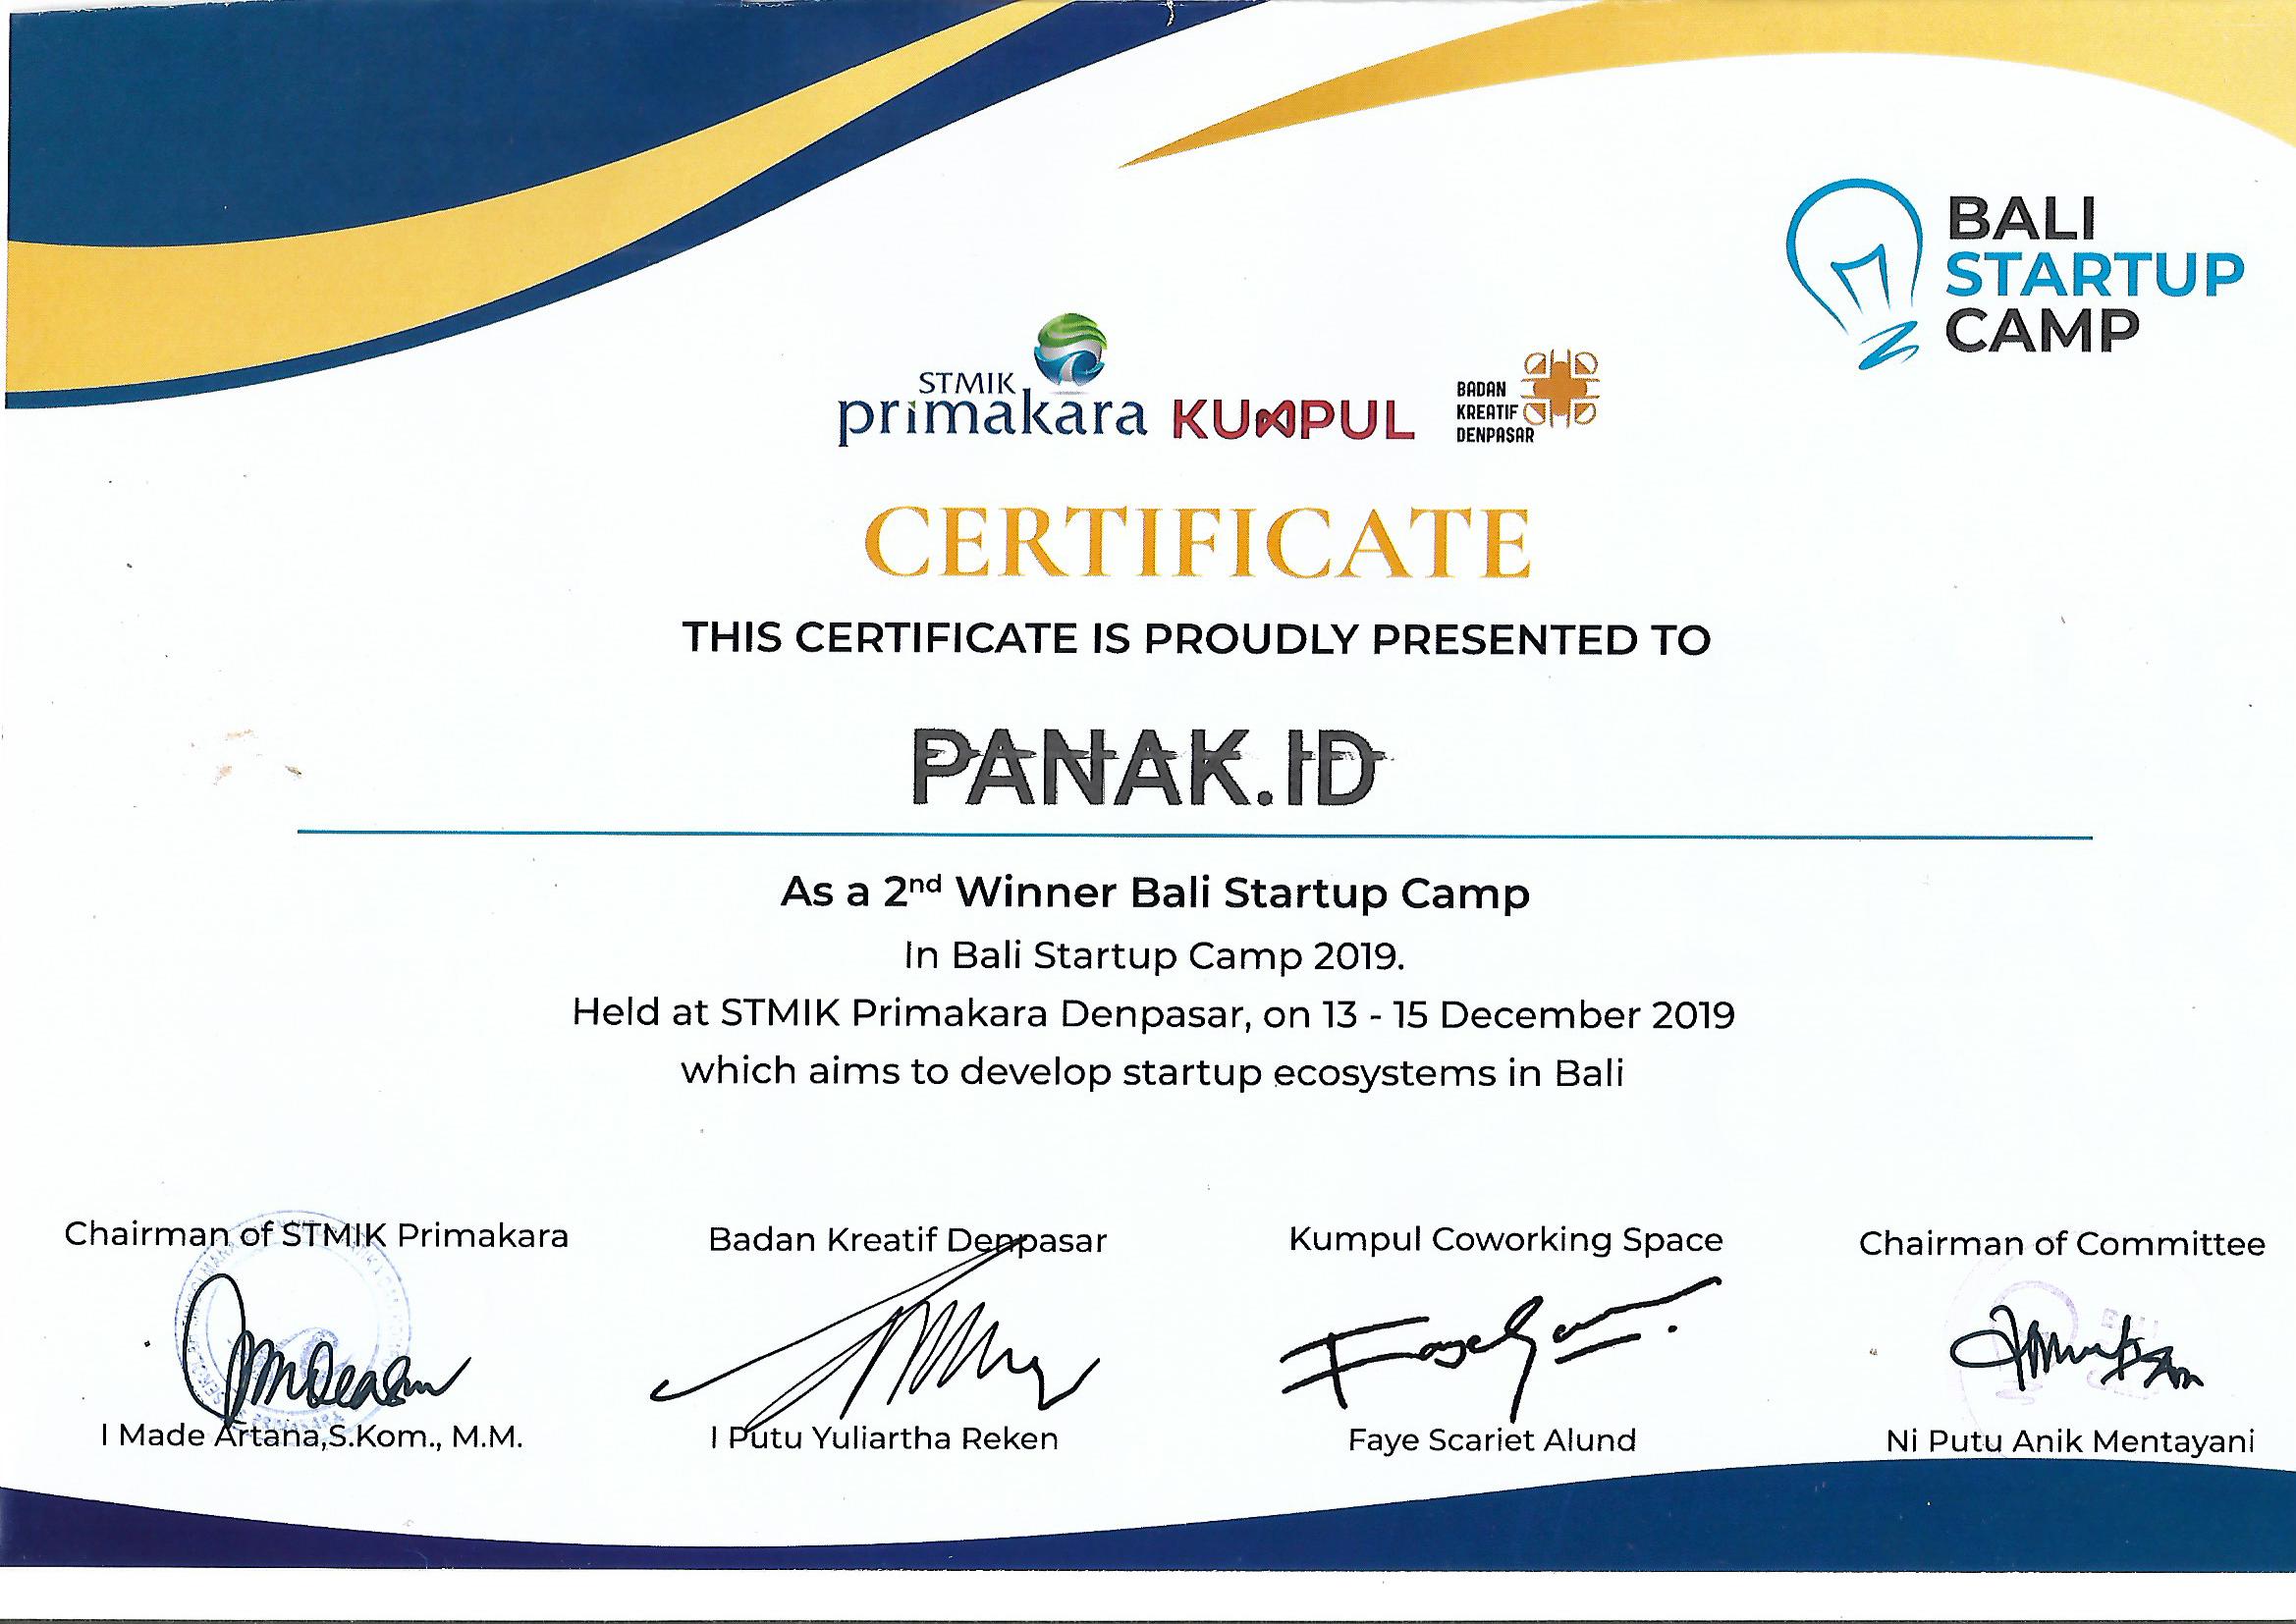 BALI
STARTUP
CAMP
STMIK
primakara
KUMPUL
BADAN
KREATIF
DENPASAR
CERTIFICATE
THIS CERTIFICATE IS PROUDLY PRESENTED TO
PANAK.ID
As a 2nd Winner Bali Startup Camp
In Bali Startup Camp 2019.
Held at STMIK Primakara Denpasar, on 13 - 15 December 2019
which aims to develop startup ecosystems in Bali
Chairman of STMIK Primakara
Badan Kreatif Denpasar
Kumpul Coworking Space
Chairman of Committee
I Made Artana,S.Kom., M.M.
I Putu Yuliartha Reken
Faye Scariet Alund
Ni Putu Anik Mentayani